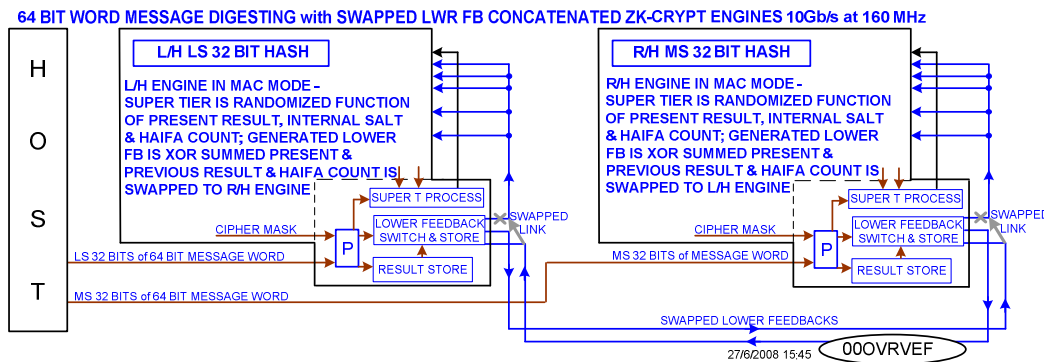 64 BIT WORD MESSAGE DIGESTING with SWAPPED LWR FB CONCATENATED ZK-CRYPT ENGINES 10Gb/s at 160 MHz
H
O
S
T
L/H LS 32 BIT HASH
L/H ENGINE IN MAC MODE –
SUPER TIER IS RANDOMIZED FUNCTION
OF PRESENT RESULT, INTERNAL SALT
& HAIFA COUNT; GENERATED LOWER
FB IS XOR SUMMED PRESENT &
PREVIOUS RESULT & HAIFA COUNT IS
SWAPPED TO R/H ENGINE
SUPER T PROCESS
SWAPPED
LINK
LOWER FEEDBACK
SWITCH & STORE
CIPHER MASK
P
LS 32 BITS of 64 BIT MESSAGE WORD
RESULT STORE
MS 32 BITS of 64 BIT MESSAGE WORD
R/H MS 32 BIT HASH
R/H ENGINE IN MAC MODE –
SUPER TIER IS RANDOMIZED FUNCTION
OF PRESENT RESULT, INTERNAL SALT
& HAIFA COUNT; GENERATED LOWER
FB IS XOR SUMMED PRESENT &
PREVIOUS RESULT & HAIFA COUNT IS
SWAPPED TO L/H ENGINE
SUPER T PROCESS
SWAPPED
LINK
LOWER FEEDBACK
SWITCH & STORE
CIPHER MASK
P
MS 32 BITS of MESSAGE WORD
RESULT STORE
SWAPPED LOWER FEEDBACKS
27/6/2008 15:45
00OVRVEF